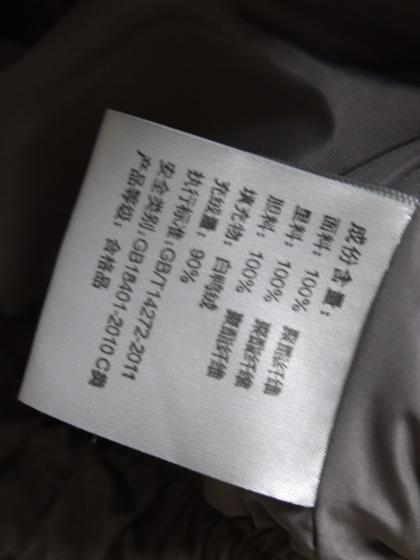 成份含量：
面料：100% 聚酯纤维
里料：100% 聚酯纤维
胆料：100% 聚酯纤维
填充物：白鸭绒
充绒量：90%
执行标准：GB/T14272-2011
安全类别：GB18401-2010 C类
产品等级：合格品